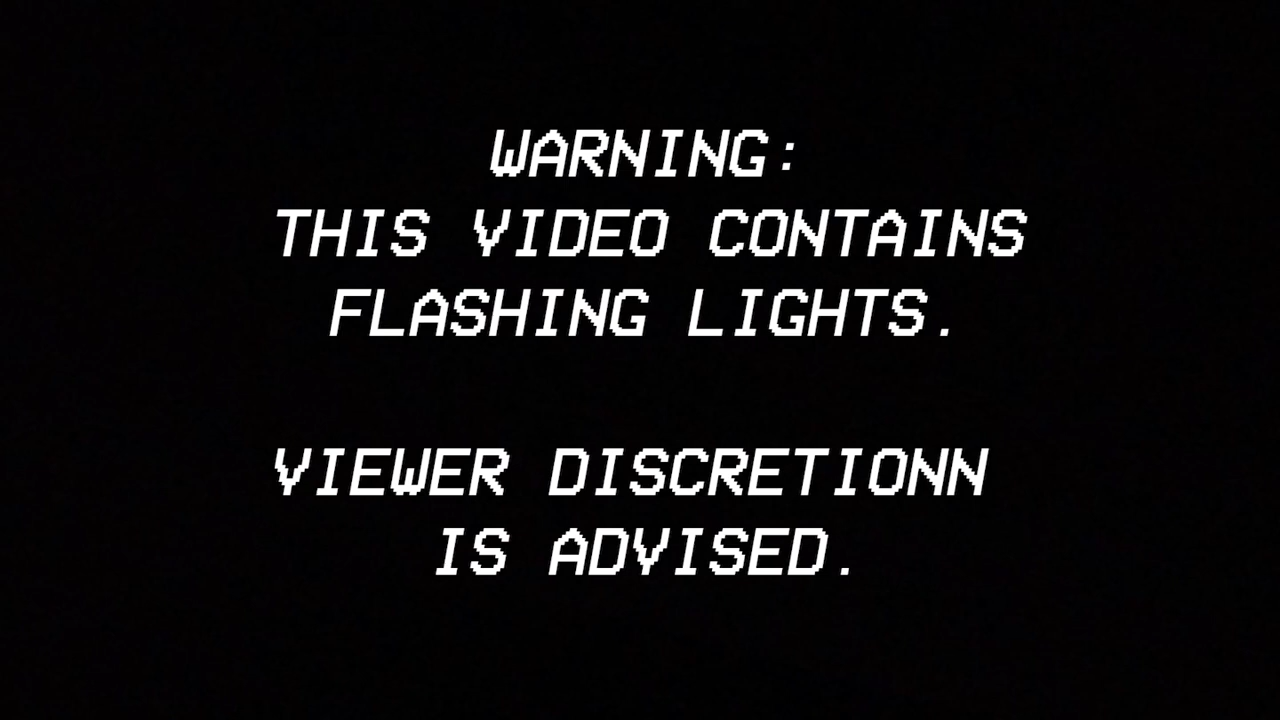 WARNING:
THIS VIDEO CONTAINS
FLASHING LIGHTS.
VIEWER DISCRETIONN
IS ADVISED.